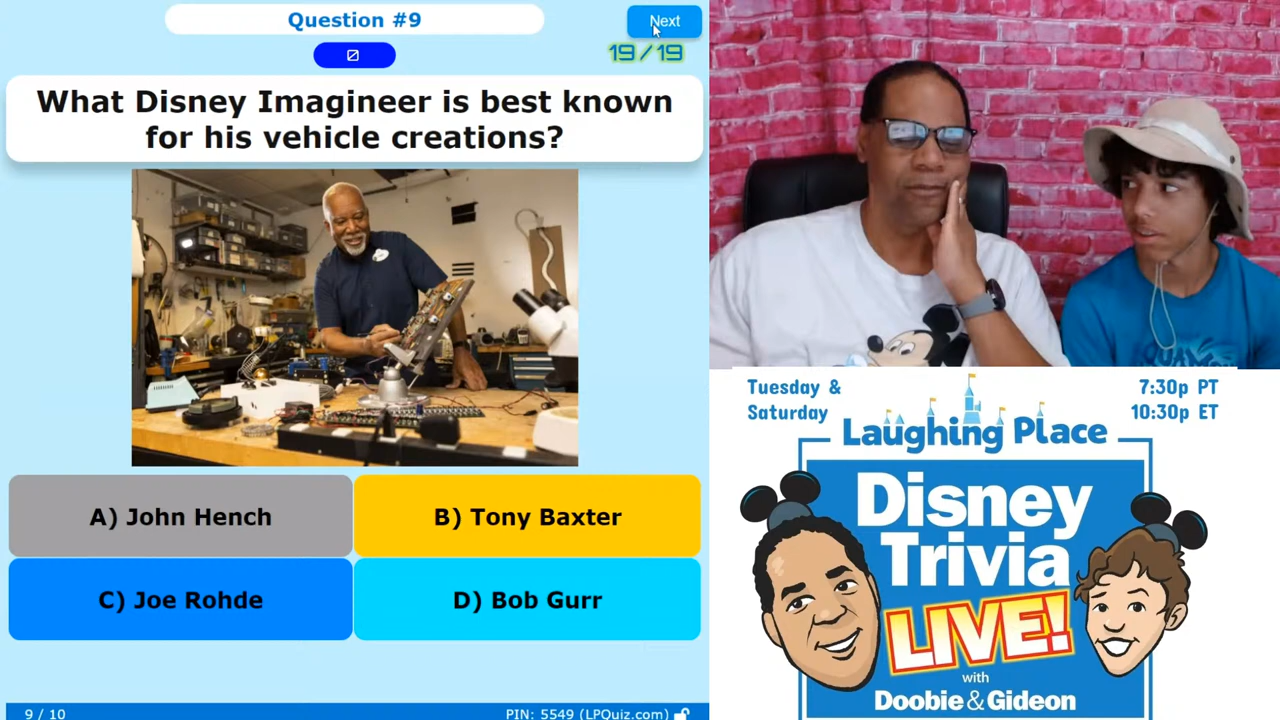 Question #9
Next
19/19
What Disney Imagineer is best known
for his vehicle creations?
A) John Hench
B) Tony Baxter
C) Joe Rohde
D) Bob Gurr
9 / 10
PIN: 5549 (LPQuiz.com)
Tuesday &
Saturday
7:30p PT
10:30p ET
Laughing Place
Disney
Trivia
LIVE!
with
Doobie & Gideon